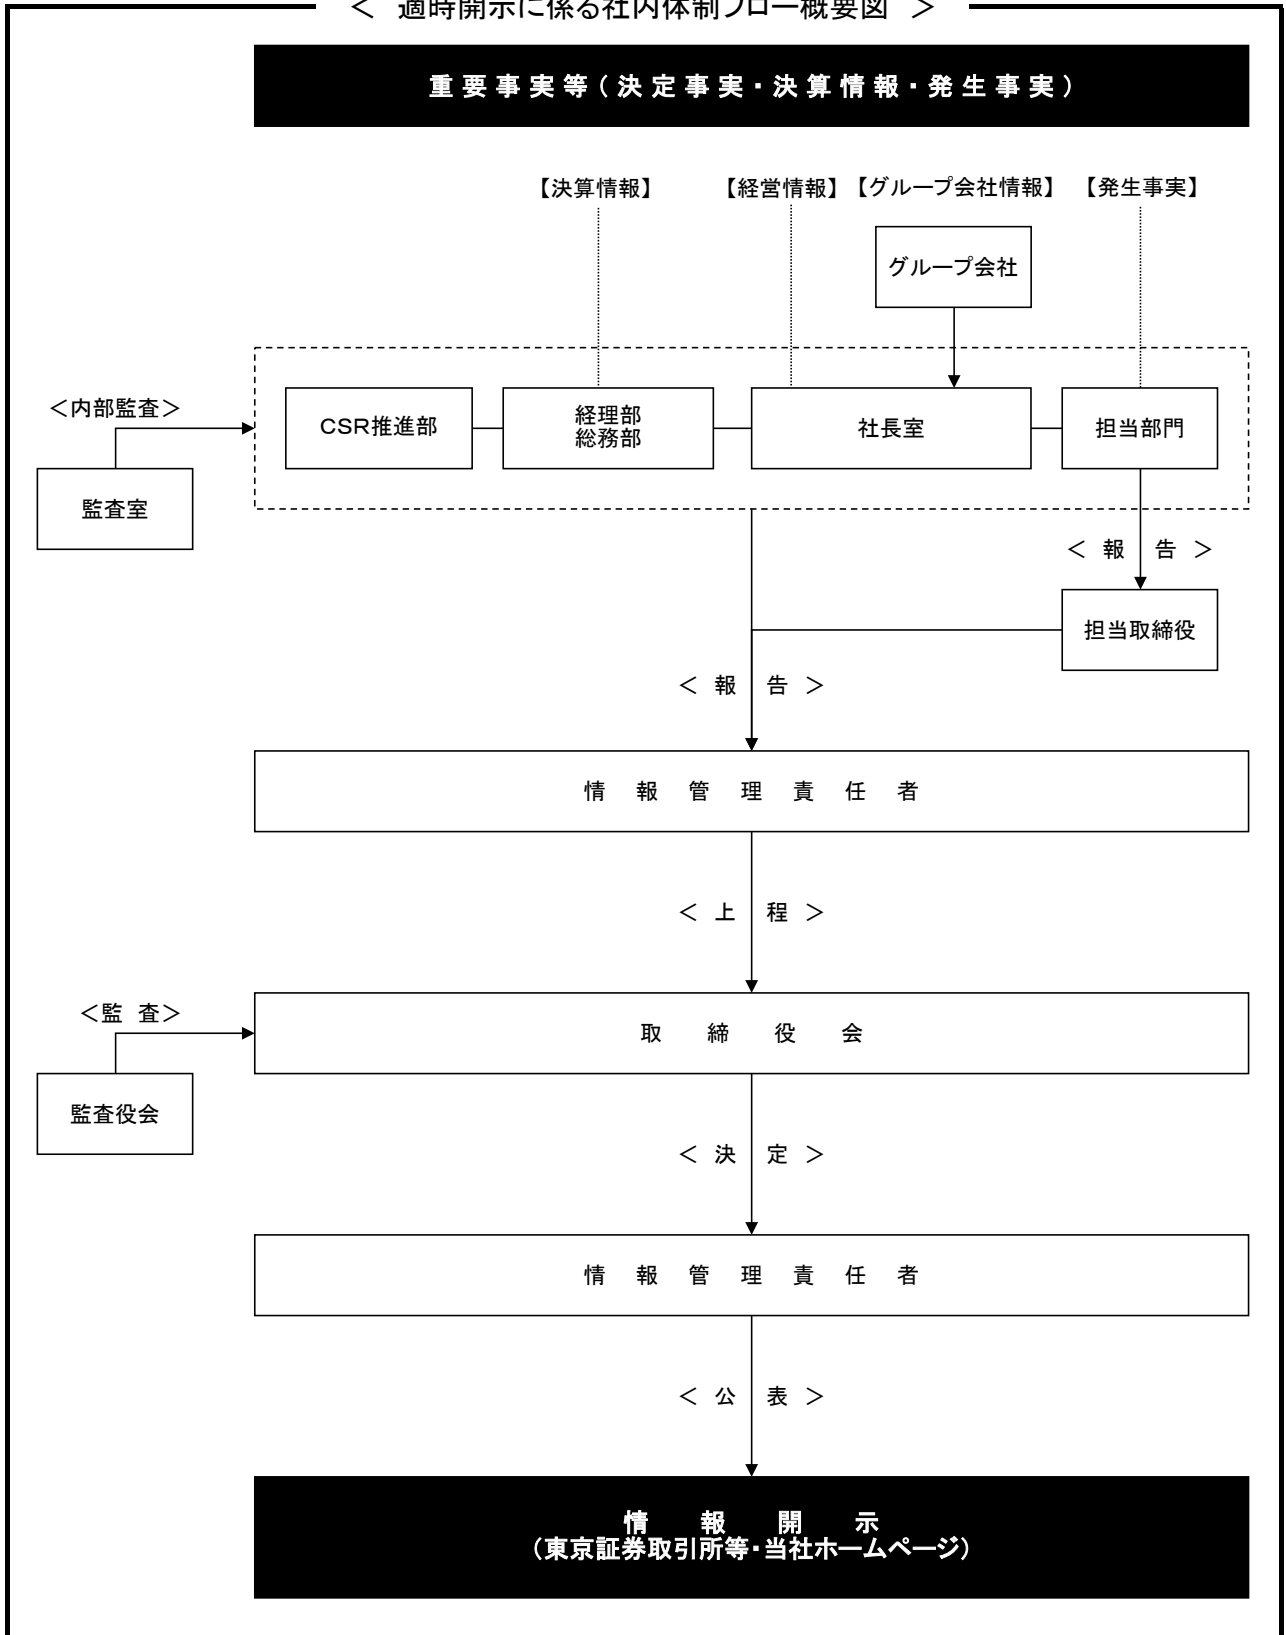 ＜　適時開示に係る社内体制フロー概要図　＞
重要事実等（決定事実・決算情報・発生事実）
【決算情報】　【経営情報】【グループ会社情報】　【発生事実】
グループ会社
＜内部監査＞
CSR推進部
経理部
総務部
社長室
担当部門
監査室
＜ 報 告 ＞
担当取締役
＜ 報 告 ＞
情 報 管 理 責 任 者
＜ 上 程 ＞
＜監 査＞
取 締 役 会
監査役会
＜ 決 定 ＞
情 報 管 理 責 任 者
＜ 公 表 ＞
情 報 開 示
（東京証券取引所等・当社ホームページ）